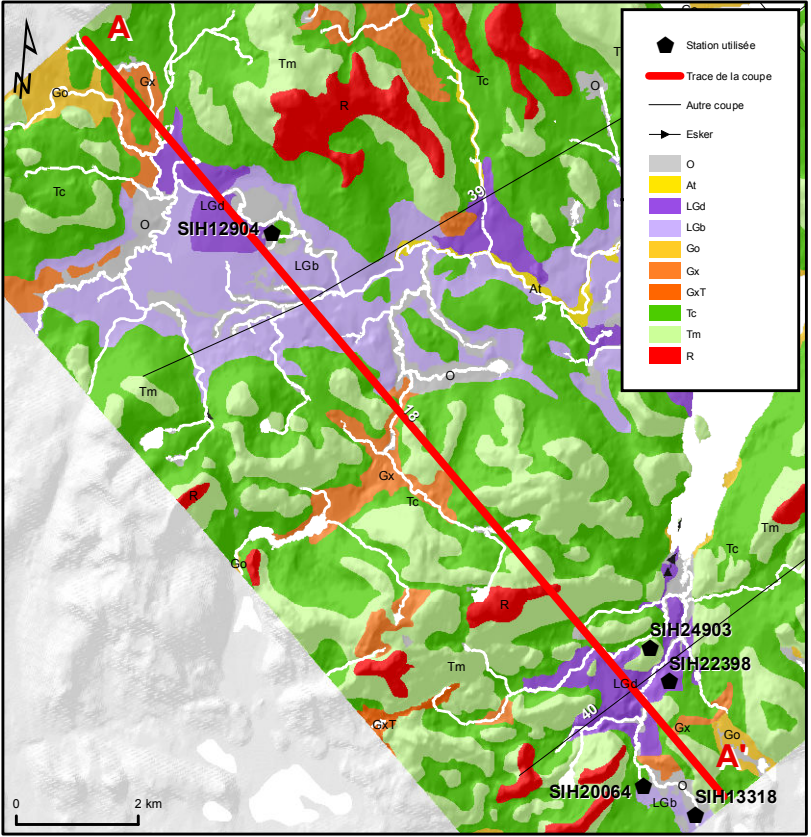 A
N
Go
Gx
Tm
R
Tc
O
T
Station utilisée
Trace de la coupe
Autre coupe
Esker
O
At
LGd
LGb
Go
Gx
GxT
Tc
Tm
R
Tc
O
LGd
SIH12904
LGb
39
At
Tm
O
18
R
Gx
Tc
Go
Tm
Tc
R
SIH24903
Tm
SIH22398
LGd
40
GxT
Gx
Go
A'
SIH20064
O
SIH13318
LGb
0
2 km